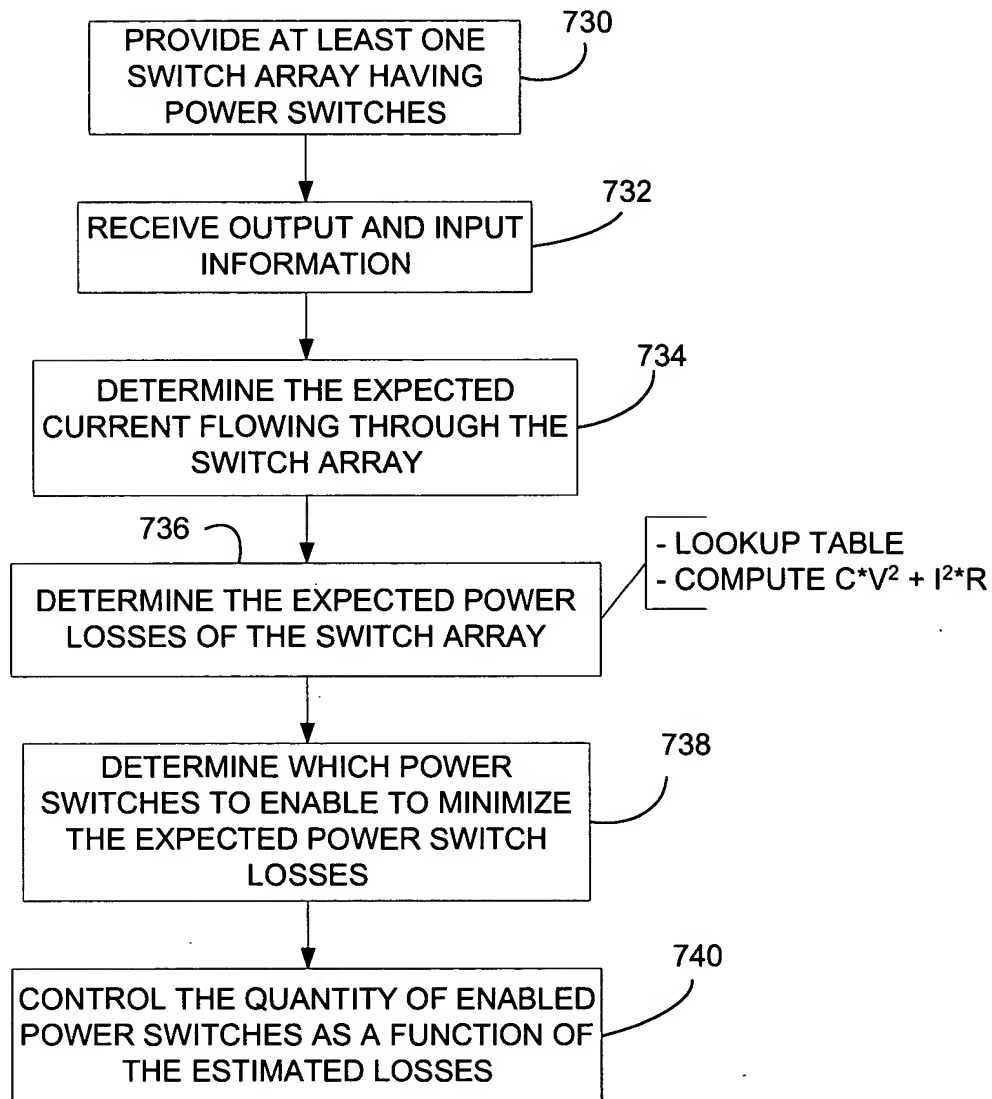 PROVIDE AT LEAST ONE
SWITCH ARRAY HAVING
POWER SWITCHES
730
RECEIVE OUTPUT AND INPUT
INFORMATION
732
DETERMINE THE EXPECTED
CURRENT FLOWING THROUGH THE
SWITCH ARRAY
734
736
DETERMINE THE EXPECTED POWER
LOSSES OF THE SWITCH ARRAY
- LOOKUP TABLE
- COMPUTE C*V² + I²*R
DETERMINE WHICH POWER
SWITCHES TO ENABLE TO MINIMIZE
THE EXPECTED POWER SWITCH
LOSSES
738
CONTROL THE QUANTITY OF ENABLED
POWER SWITCHES AS A FUNCTION OF
THE ESTIMATED LOSSES
740